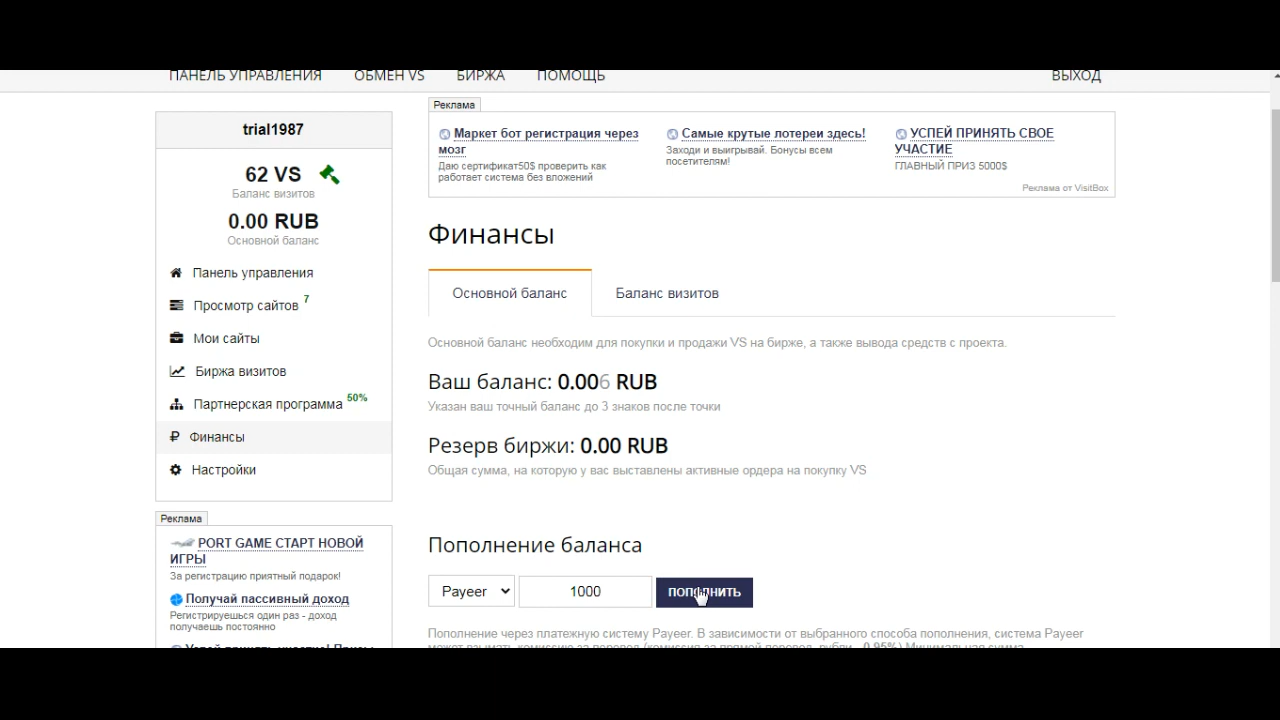 ПАНЕЛЬ УПРАВЛЕНИЯ ОБМЕН VS БИРЖА ПОМОЩЬ ВЫХОД
trial1987
62 VS
Баланс визитов
0.00 RUB
Основной баланс
Панель управления
Просмотр сайтов 7
Мои сайты
Биржа визитов
Партнерская программа 50%
Финансы
Настройки
Реклама
PORT GAME СТАРТ НОВОЙ
ИГРЫ
За регистрацию приятный подарок!
Получай пассивный доход
Регистрируешься один раз - доход
получаешь постоянно
Реклама
Маркет бот регистрация через
мозг
Даю сертификат50$ проверить как
работает система без вложений
Самые крутые лотереи здесь!
Заходи и выигрывай. Бонусы всем
посетителям!
УСПЕЙ ПРИНЯТЬ СВОЕ
УЧАСТИЕ
ГЛАВНЫЙ ПРИЗ 5000$
Реклама от VisitBox
Финансы
Основной баланс Баланс визитов
Основной баланс необходим для покупки и продажи VS на бирже, а также вывода средств с проекта.
Ваш баланс: 0.006 RUB
Указан ваш точный баланс до 3 знаков после точки
Резерв биржи: 0.00 RUB
Общая сумма, на которую у вас выставлены активные ордера на покупку VS
Пополнение баланса
Payeer 1000 ПОПОЛНИТЬ
Пополнение через платежную систему Payeer. В зависимости от выбранного способа пополнения, система Payeer